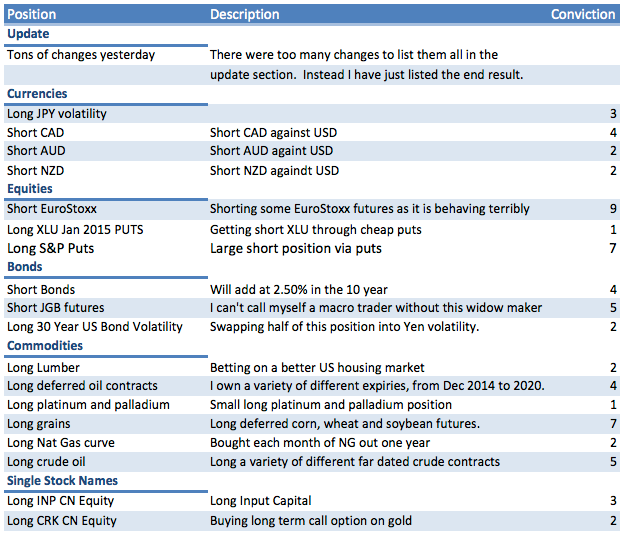 Position Description Conviction
Update
Tons of changes yesterday There were too many changes to list them all in the
update section. Instead I have just listed the end result.
Currencies
Long JPY volatility 3
Short CAD Short CAD against USD 4
Short AUD Short AUD againt USD 2
Short NZD Short NZD againdt USD 2
Equities
Short EuroStoxx Shorting some EuroStoxx futures as it is behaving terribly 9
Long XLU Jan 2015 PUTS Getting short XLU through cheap puts 1
Long S&P Puts Large short position via puts 7
Bonds
Short Bonds Will add at 2.50% in the 10 year 4
Short JGB futures I can't call myself a macro trader without this widow maker 5
Long 30 Year US Bond Volatility Swapping half of this position into Yen volatility. 2
Commodities
Long Lumber Betting on a better US housing market 2
Long deferred oil contracts I own a variety of different expiries, from Dec 2014 to 2020. 4
Long platinum and palladium Small long platinum and palladium position 1
Long grains Long deferred corn, wheat and soybean futures. 7
Long Nat Gas curve Bought each month of NG out one year 2
Long crude oil Long a variety of different far dated crude contracts 5
Single Stock Names
Long INP CN Equity Long Input Capital 3
Long CRK CN Equity Buying long term call option on gold 2